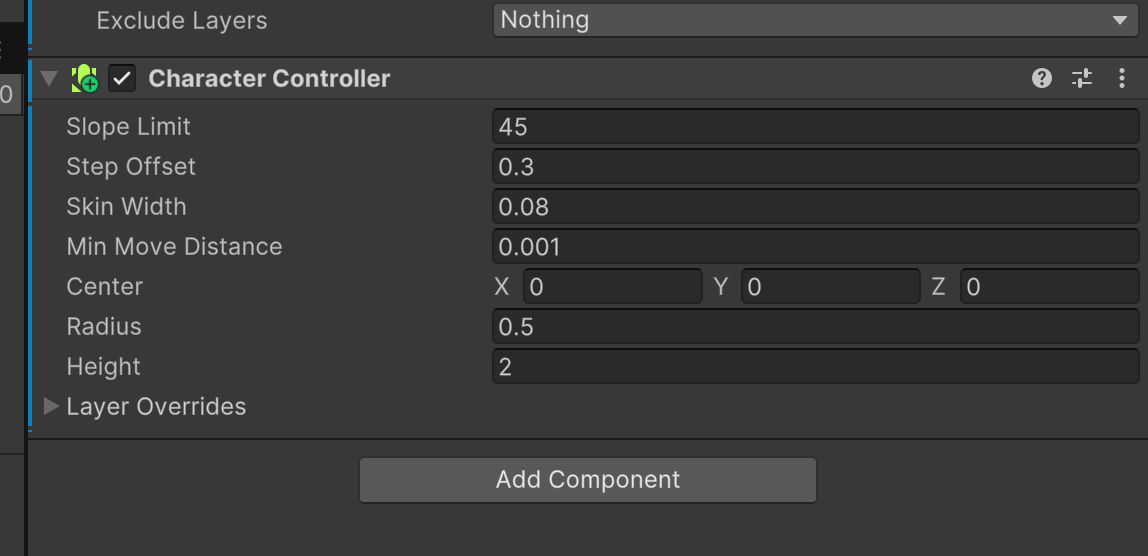 Exclude Layers Nothing
0
Character Controller
Slope Limit 45
Step Offset 0.3
Skin Width 0.08
Min Move Distance 0.001
Center X 0 Y 0 Z 0
Radius 0.5
Height 2
Layer Overrides
Add Component